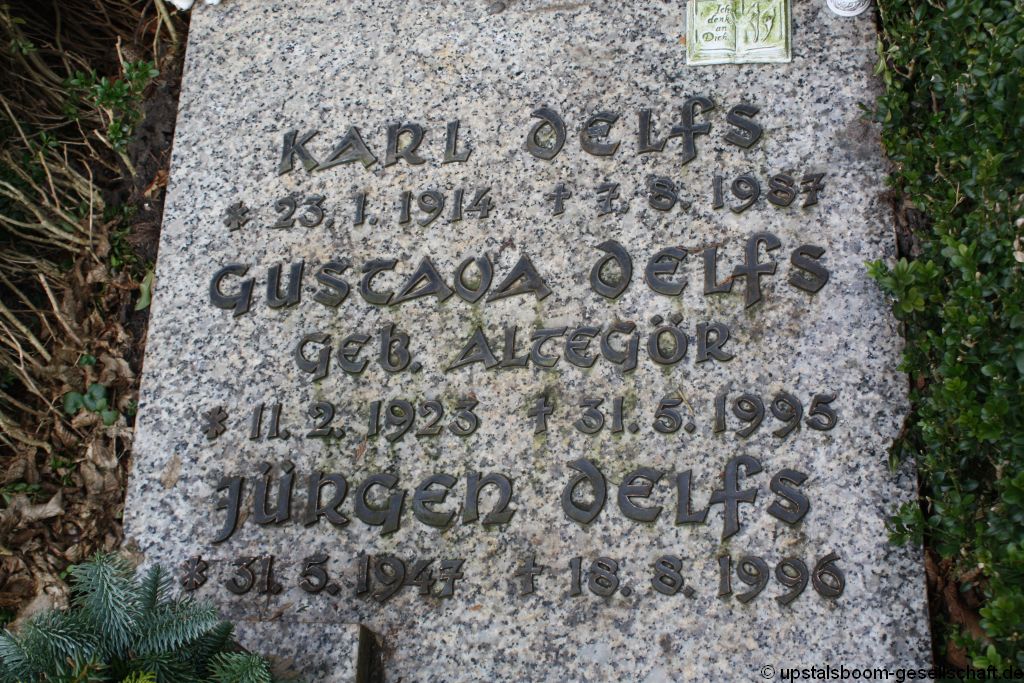 Ich
denk
an
Dich
KARL DELFS
* 23. 1. 1914 † 7. 8. 1987
GUSTAVA DELFS
GEB. ALTEGÖR
* 11. 2. 1923 † 31. 5. 1995
JÜRGEN DELFS
* 31. 5. 1947 † 18. 8. 1996
© upstalsboom-gesellschaft.de